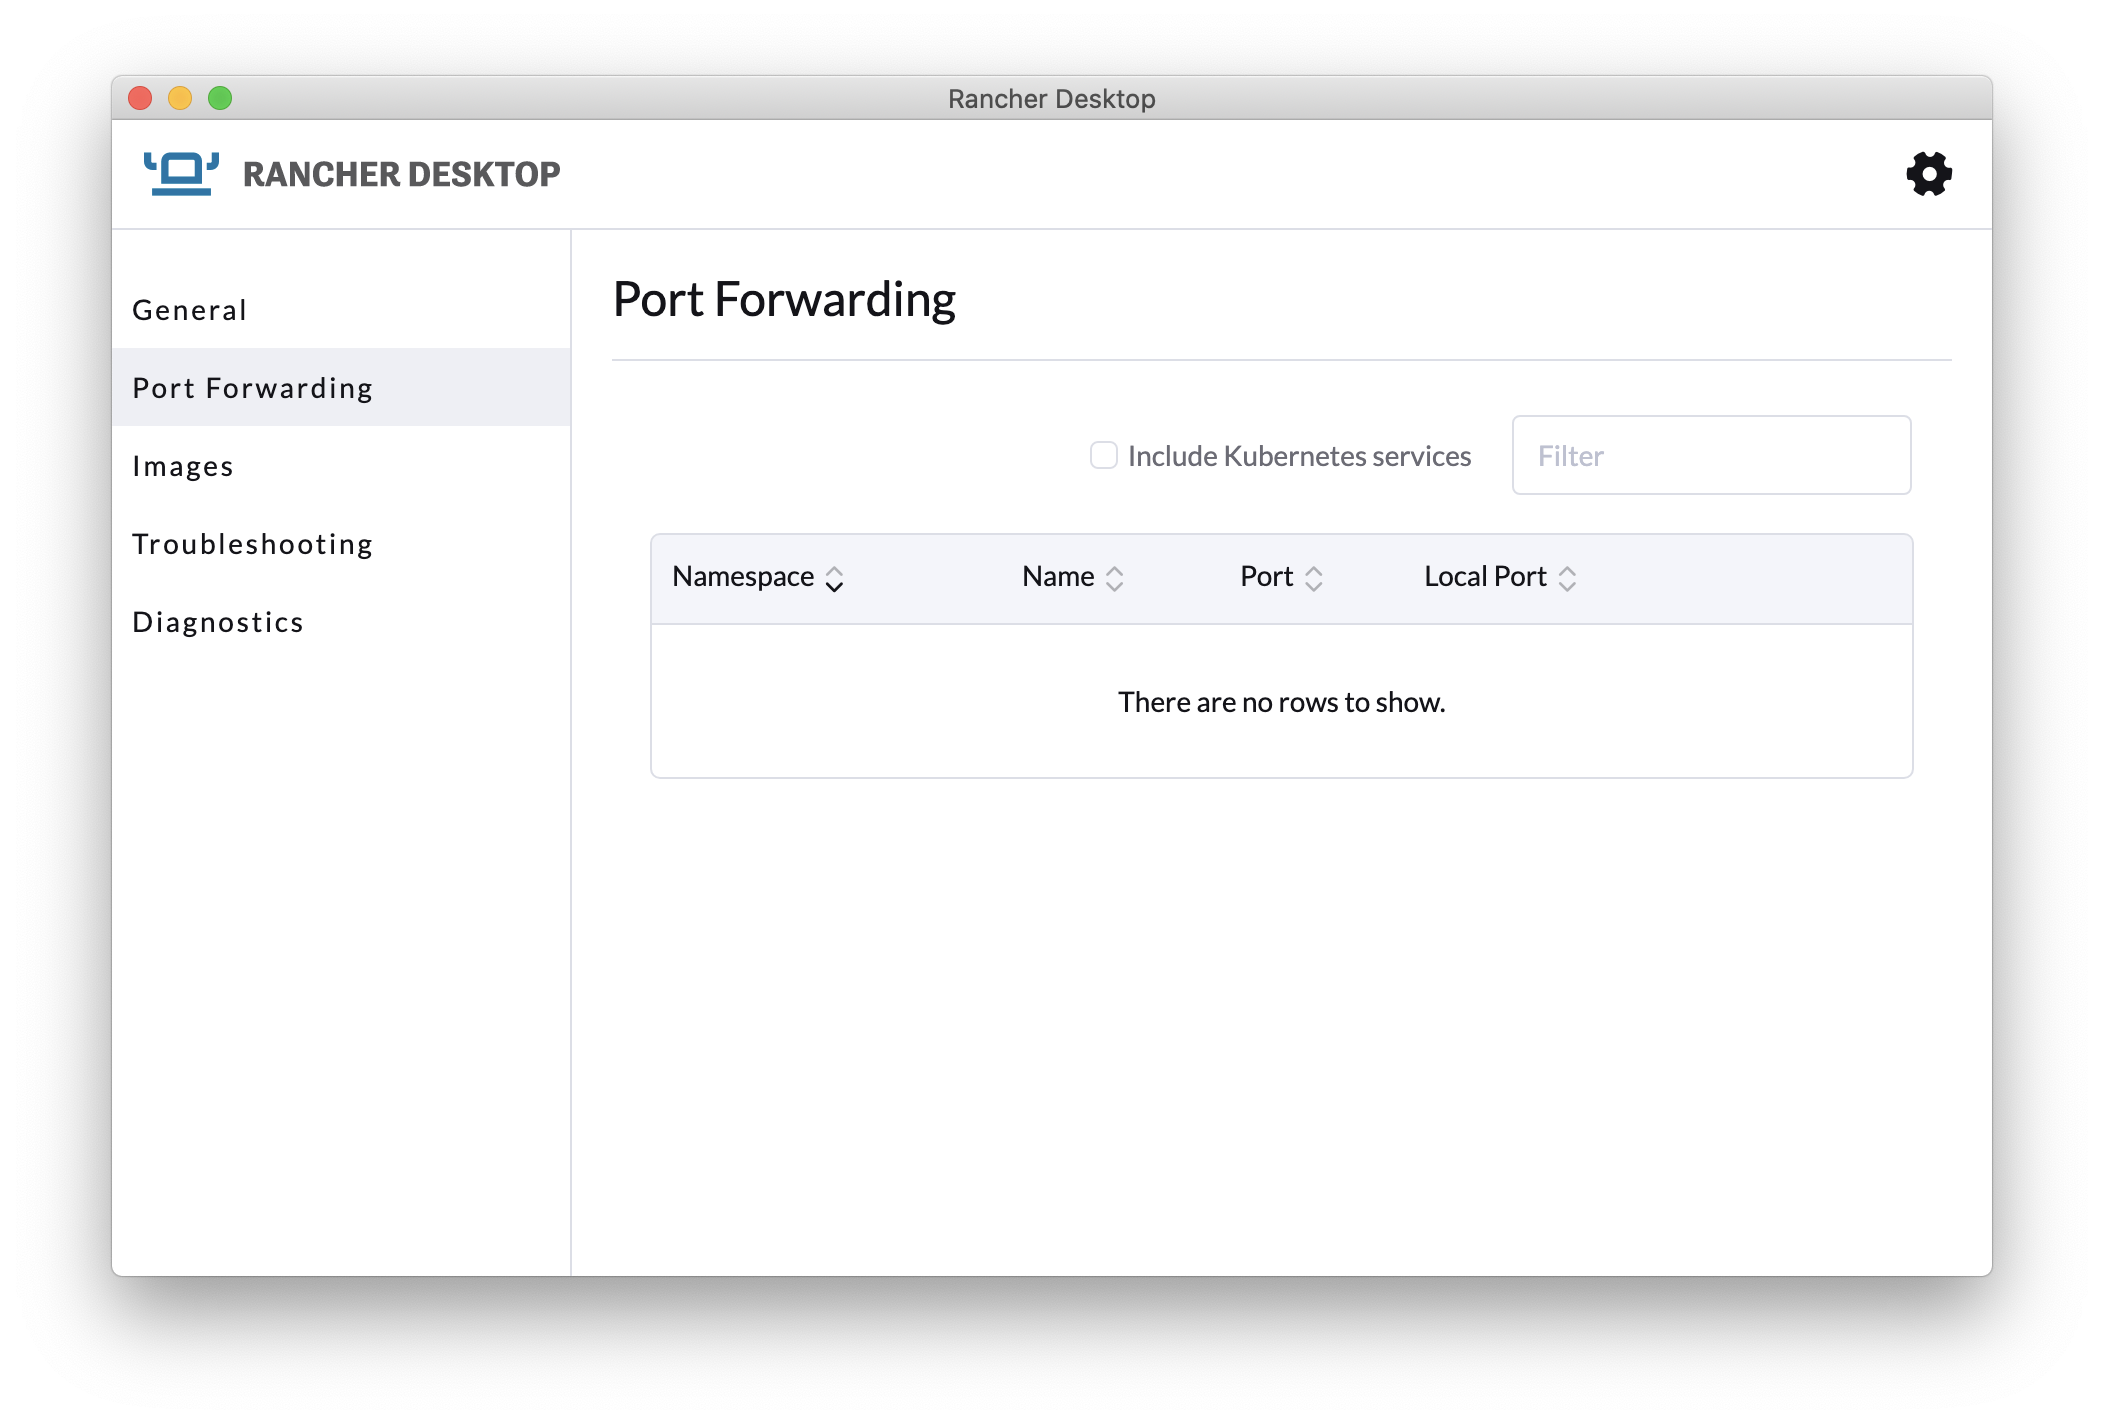 Rancher Desktop
RANCHER DESKTOP
General
Port Forwarding
Images
Troubleshooting
Diagnostics
Port Forwarding
Include Kubernetes services
Filter
Namespace Name Port Local Port
There are no rows to show.